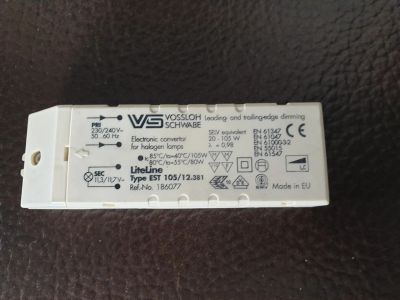 PRI
230/240V~
50...60 Hz
SEC
11,3/11,7V~
VS VOSSLOH
SCHWABE
Electronic convertor
for halogen lamps
85°C/ta=40°C/105W
80°C/ta=55°C/80W
LiteLine
Type EST 105/12.381
Ref.-No. 186077
Leading- and trailing-edge dimming
SELV equivalent
20 - 105 W
λ = 0,98
EN 61347
EN 61047
EN 61000-3-2
EN 55015
EN 61547
CE
LC
Made in EU